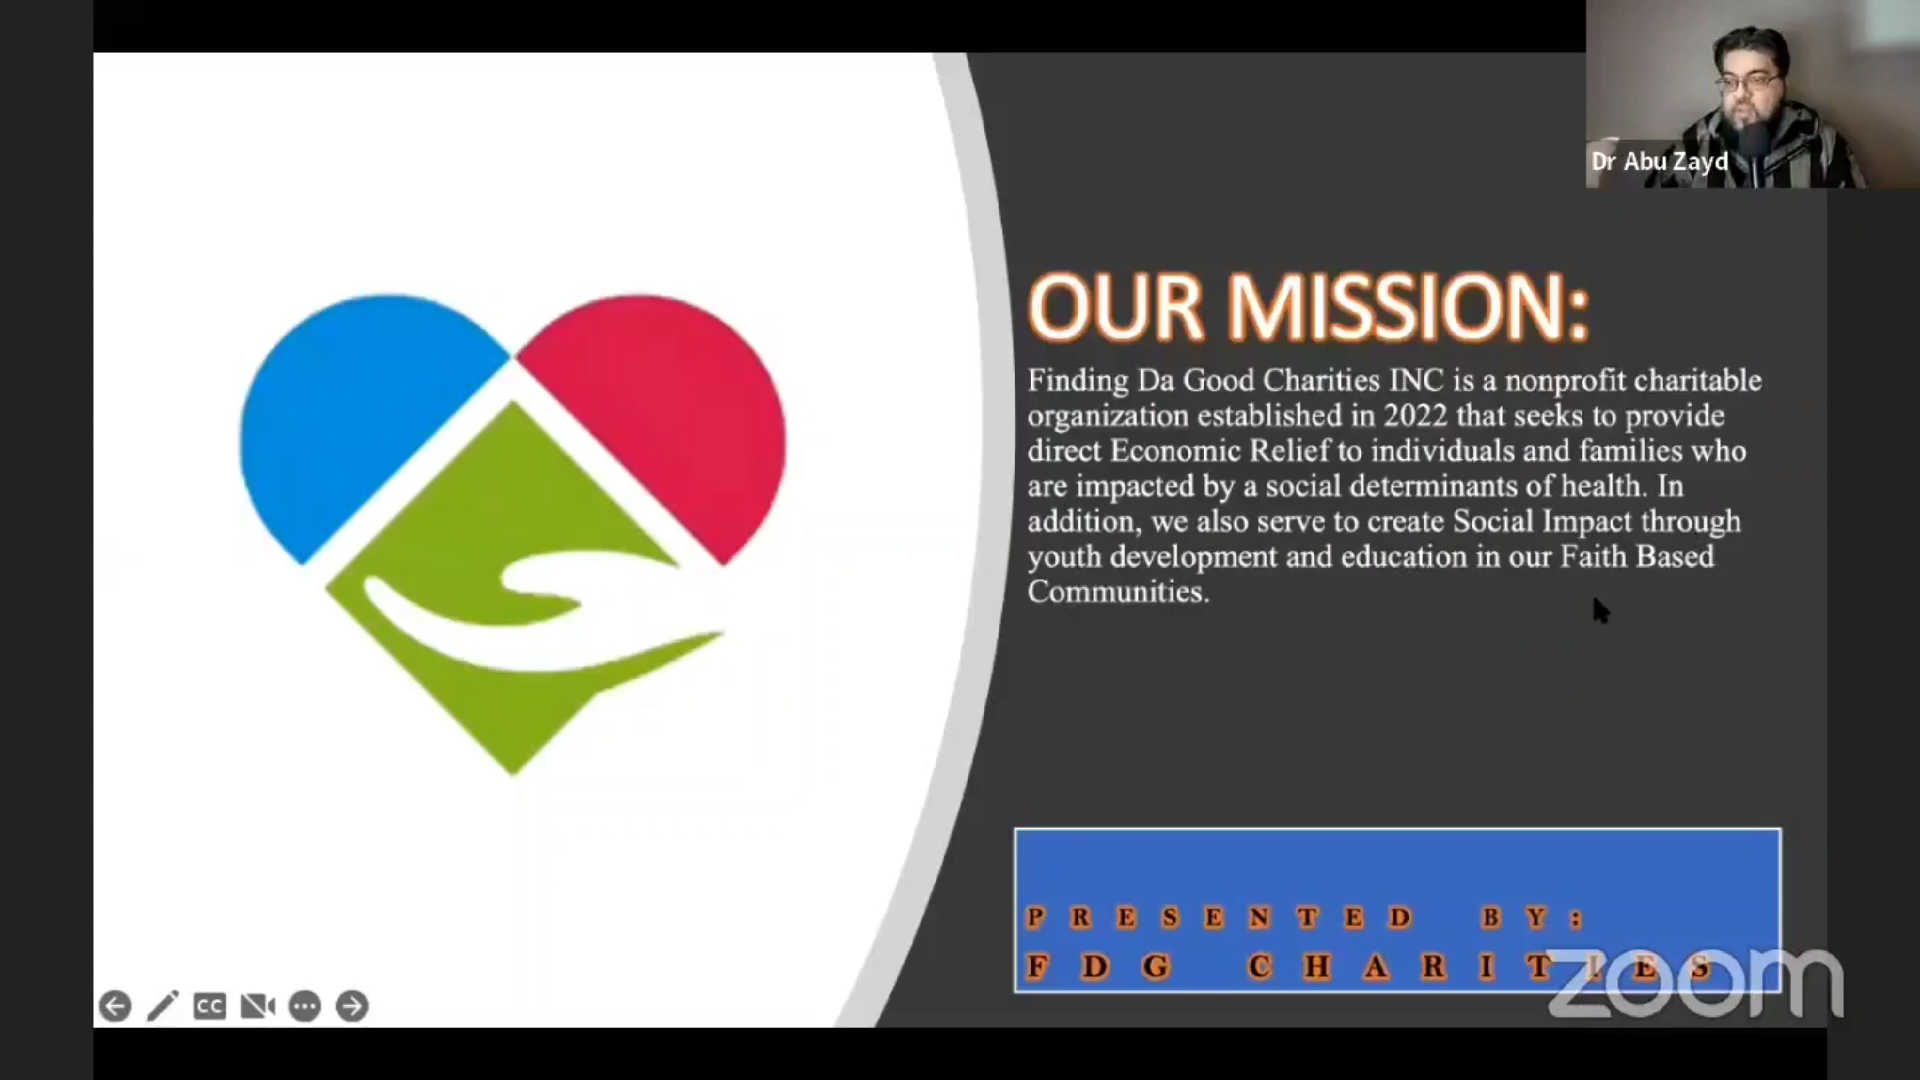 Dr Abu Zayd
OUR MISSION:
Finding Da Good Charities INC is a nonprofit charitable
organization established in 2022 that seeks to provide
direct Economic Relief to individuals and families who
are impacted by a social determinants of health. In
addition, we also serve to create Social Impact through
youth development and education in our Faith Based
Communities.
PRESENTED BY:
FDG CHARITIES
zoom
CC